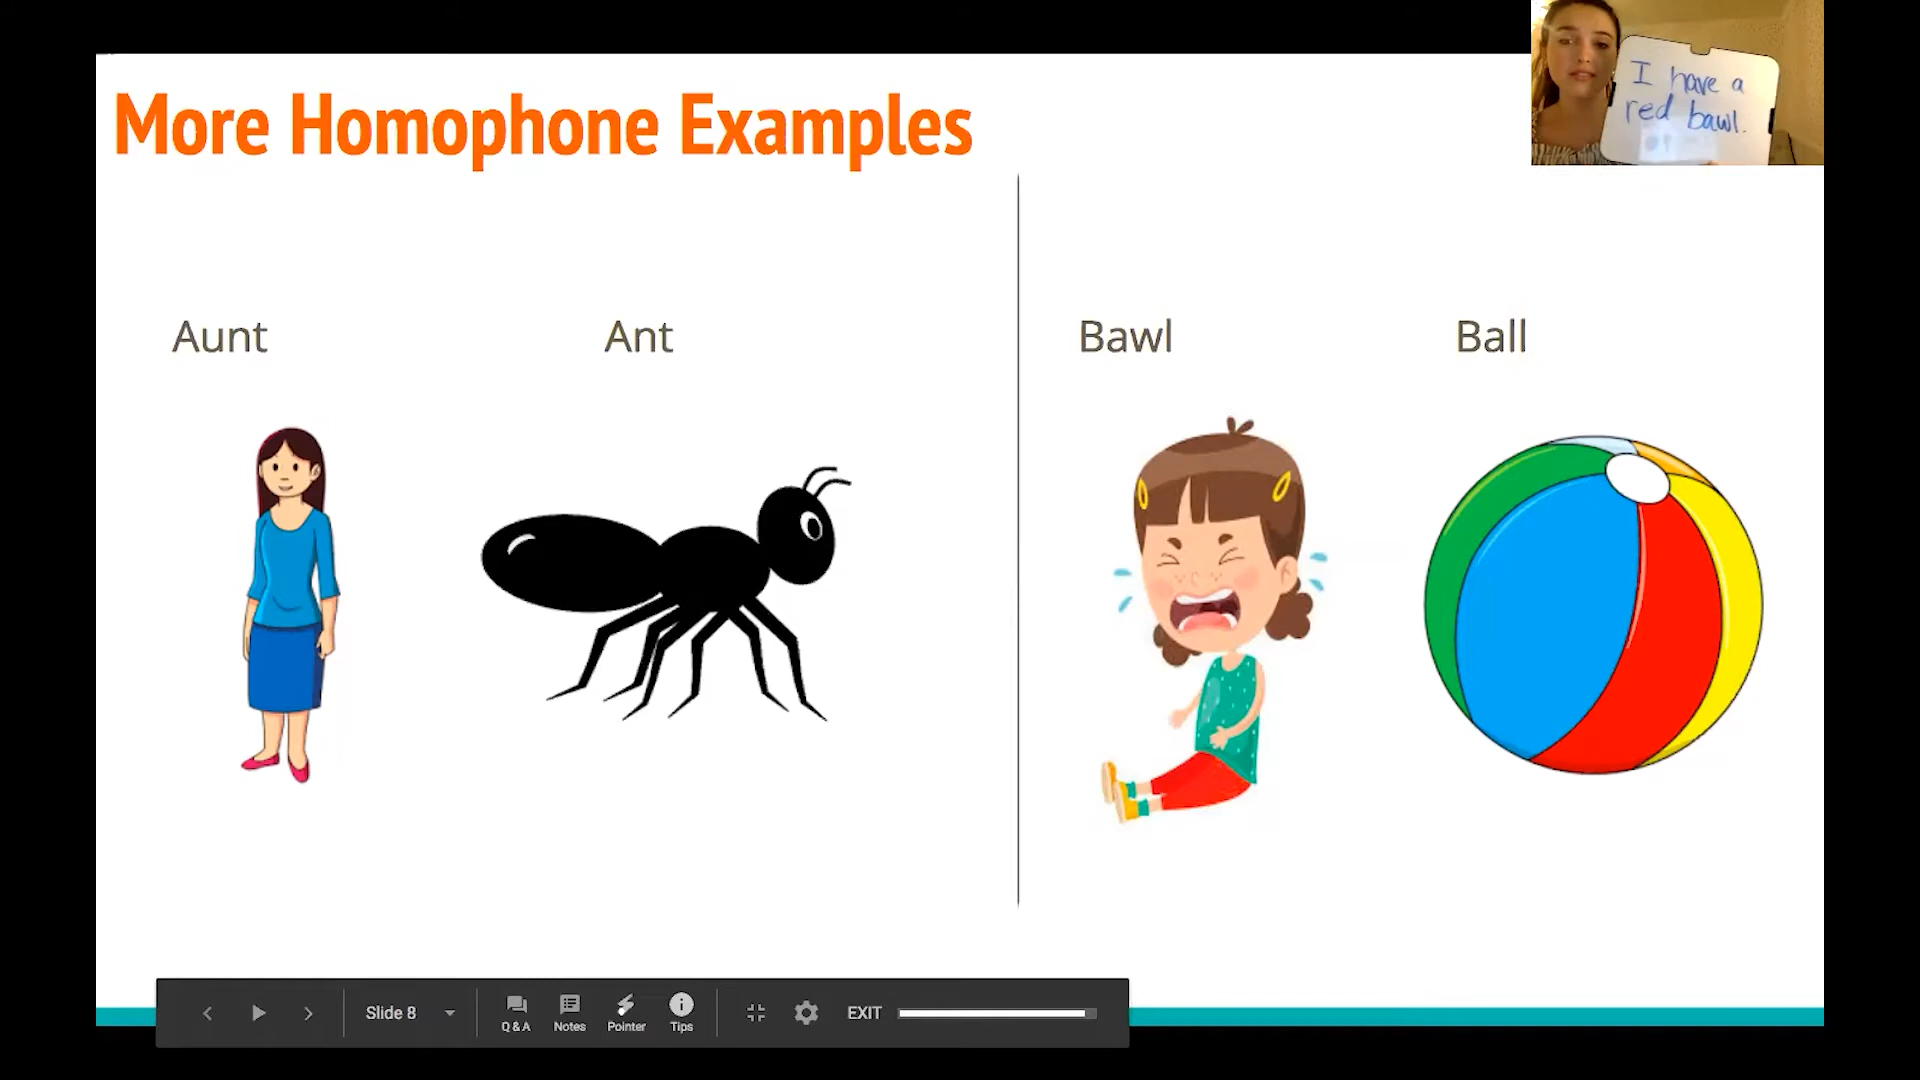 More Homophone Examples
I have a
red bawl.
Aunt
Ant
Bawl
Ball
Slide 8
Q & A
Notes
Pointer
Tips
EXIT